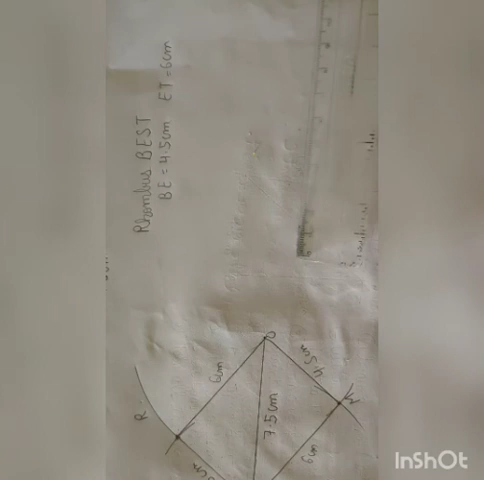 Rhombus BEST
BE = 4.5cm ET = 6cm
R
6cm
O
4.5cm
7.5cm
M
6cm
InShOt